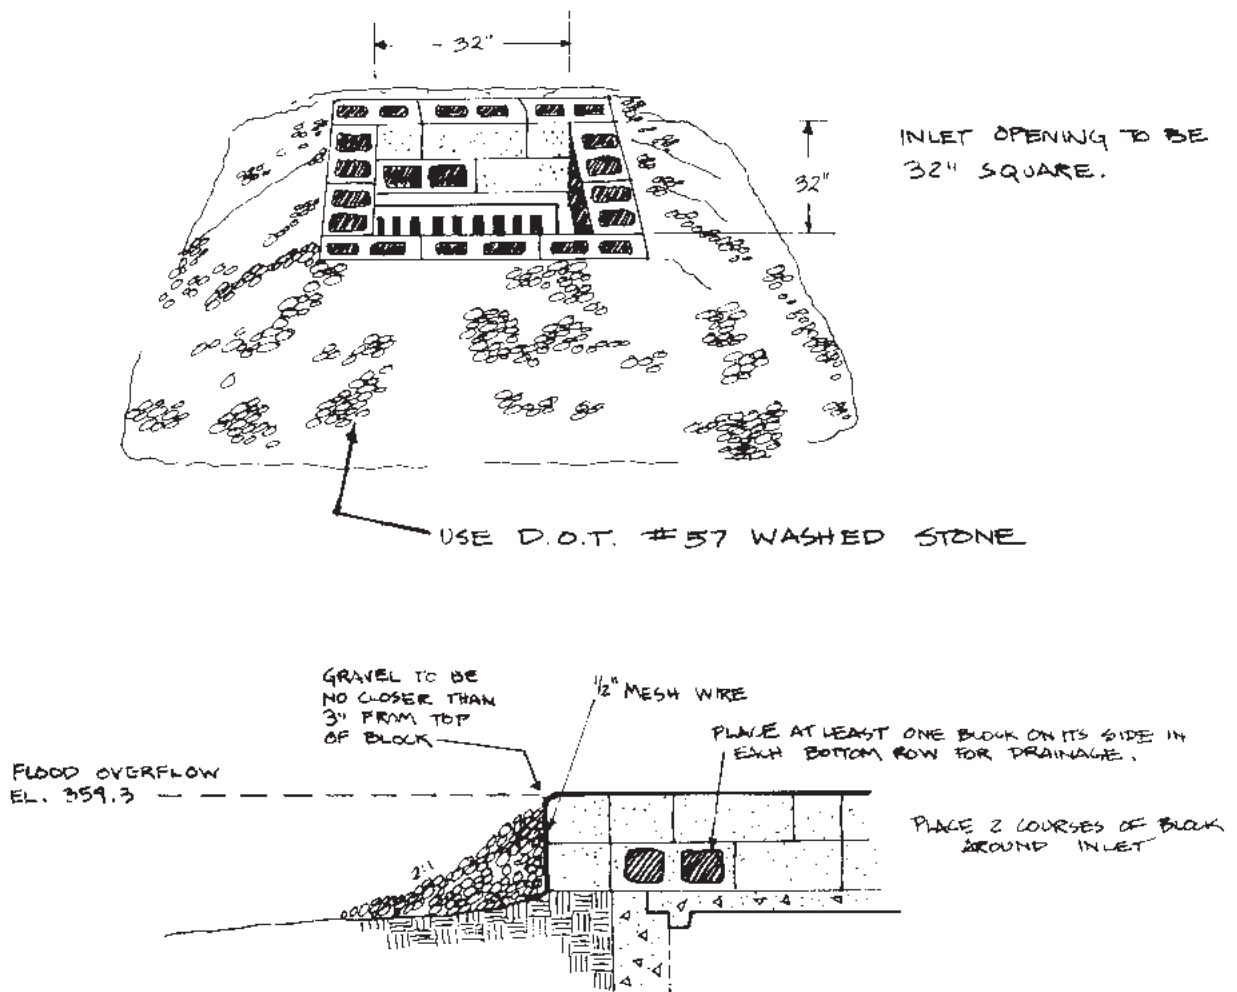 32"
INLET OPENING TO BE
32" SQUARE.
32"
USE D.O.T. #57 WASHED STONE
GRAVEL TO BE
NO CLOSER THAN
3" FROM TOP
OF BLOCK
1/2" MESH WIRE
PLACE AT LEAST ONE BLOCK ON ITS SIDE IN
EACH BOTTOM ROW FOR DRAINAGE.
FLOOD OVERFLOW
EL. 359.3
PLACE 2 COURSES OF BLOCK
AROUND INLET
2:1